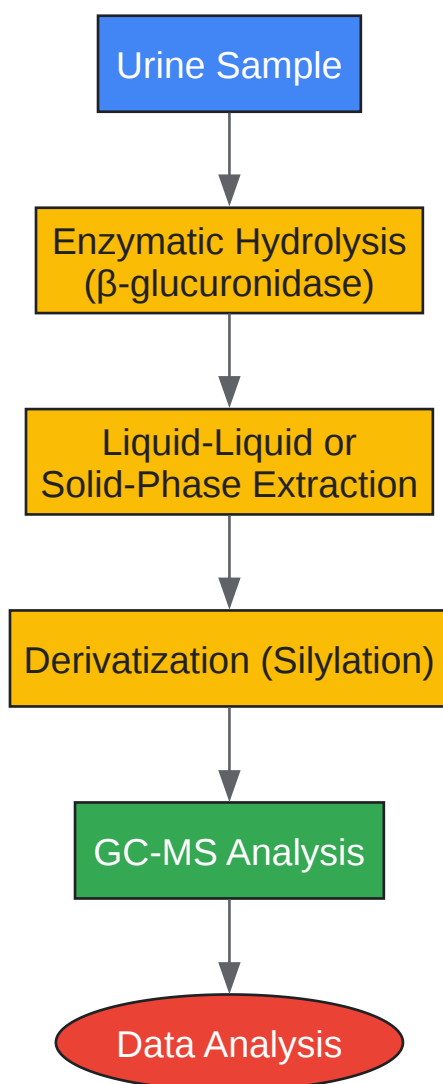 Urine Sample
Enzymatic Hydrolysis
(β-glucuronidase)
Liquid-Liquid or
Solid-Phase Extraction
Derivatization (Silylation)
GC-MS Analysis
Data Analysis